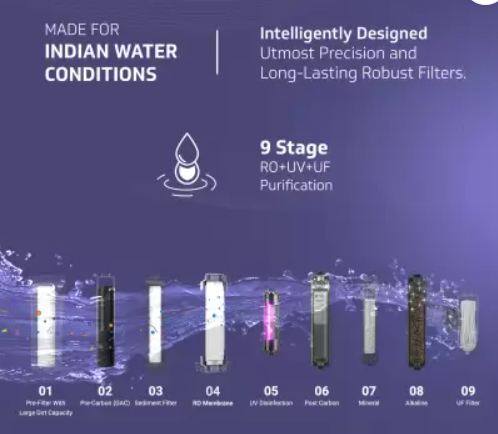 MADE FOR
INDIAN WATER
CONDITIONS
Intelligently Designed
Utmost Precision and
Long-Lasting Robust Filters.
9 Stage
RO+UV+UF
Purification
01
Pre-Filter With
Large Dirt Capacity
02
Pre-Carbon (GAC)
03
Sediment Filter
04
RO Membrane
05
UV Disinfection
06
Post Carbon
07
Mineral
08
Alkaline
09
UF Filter